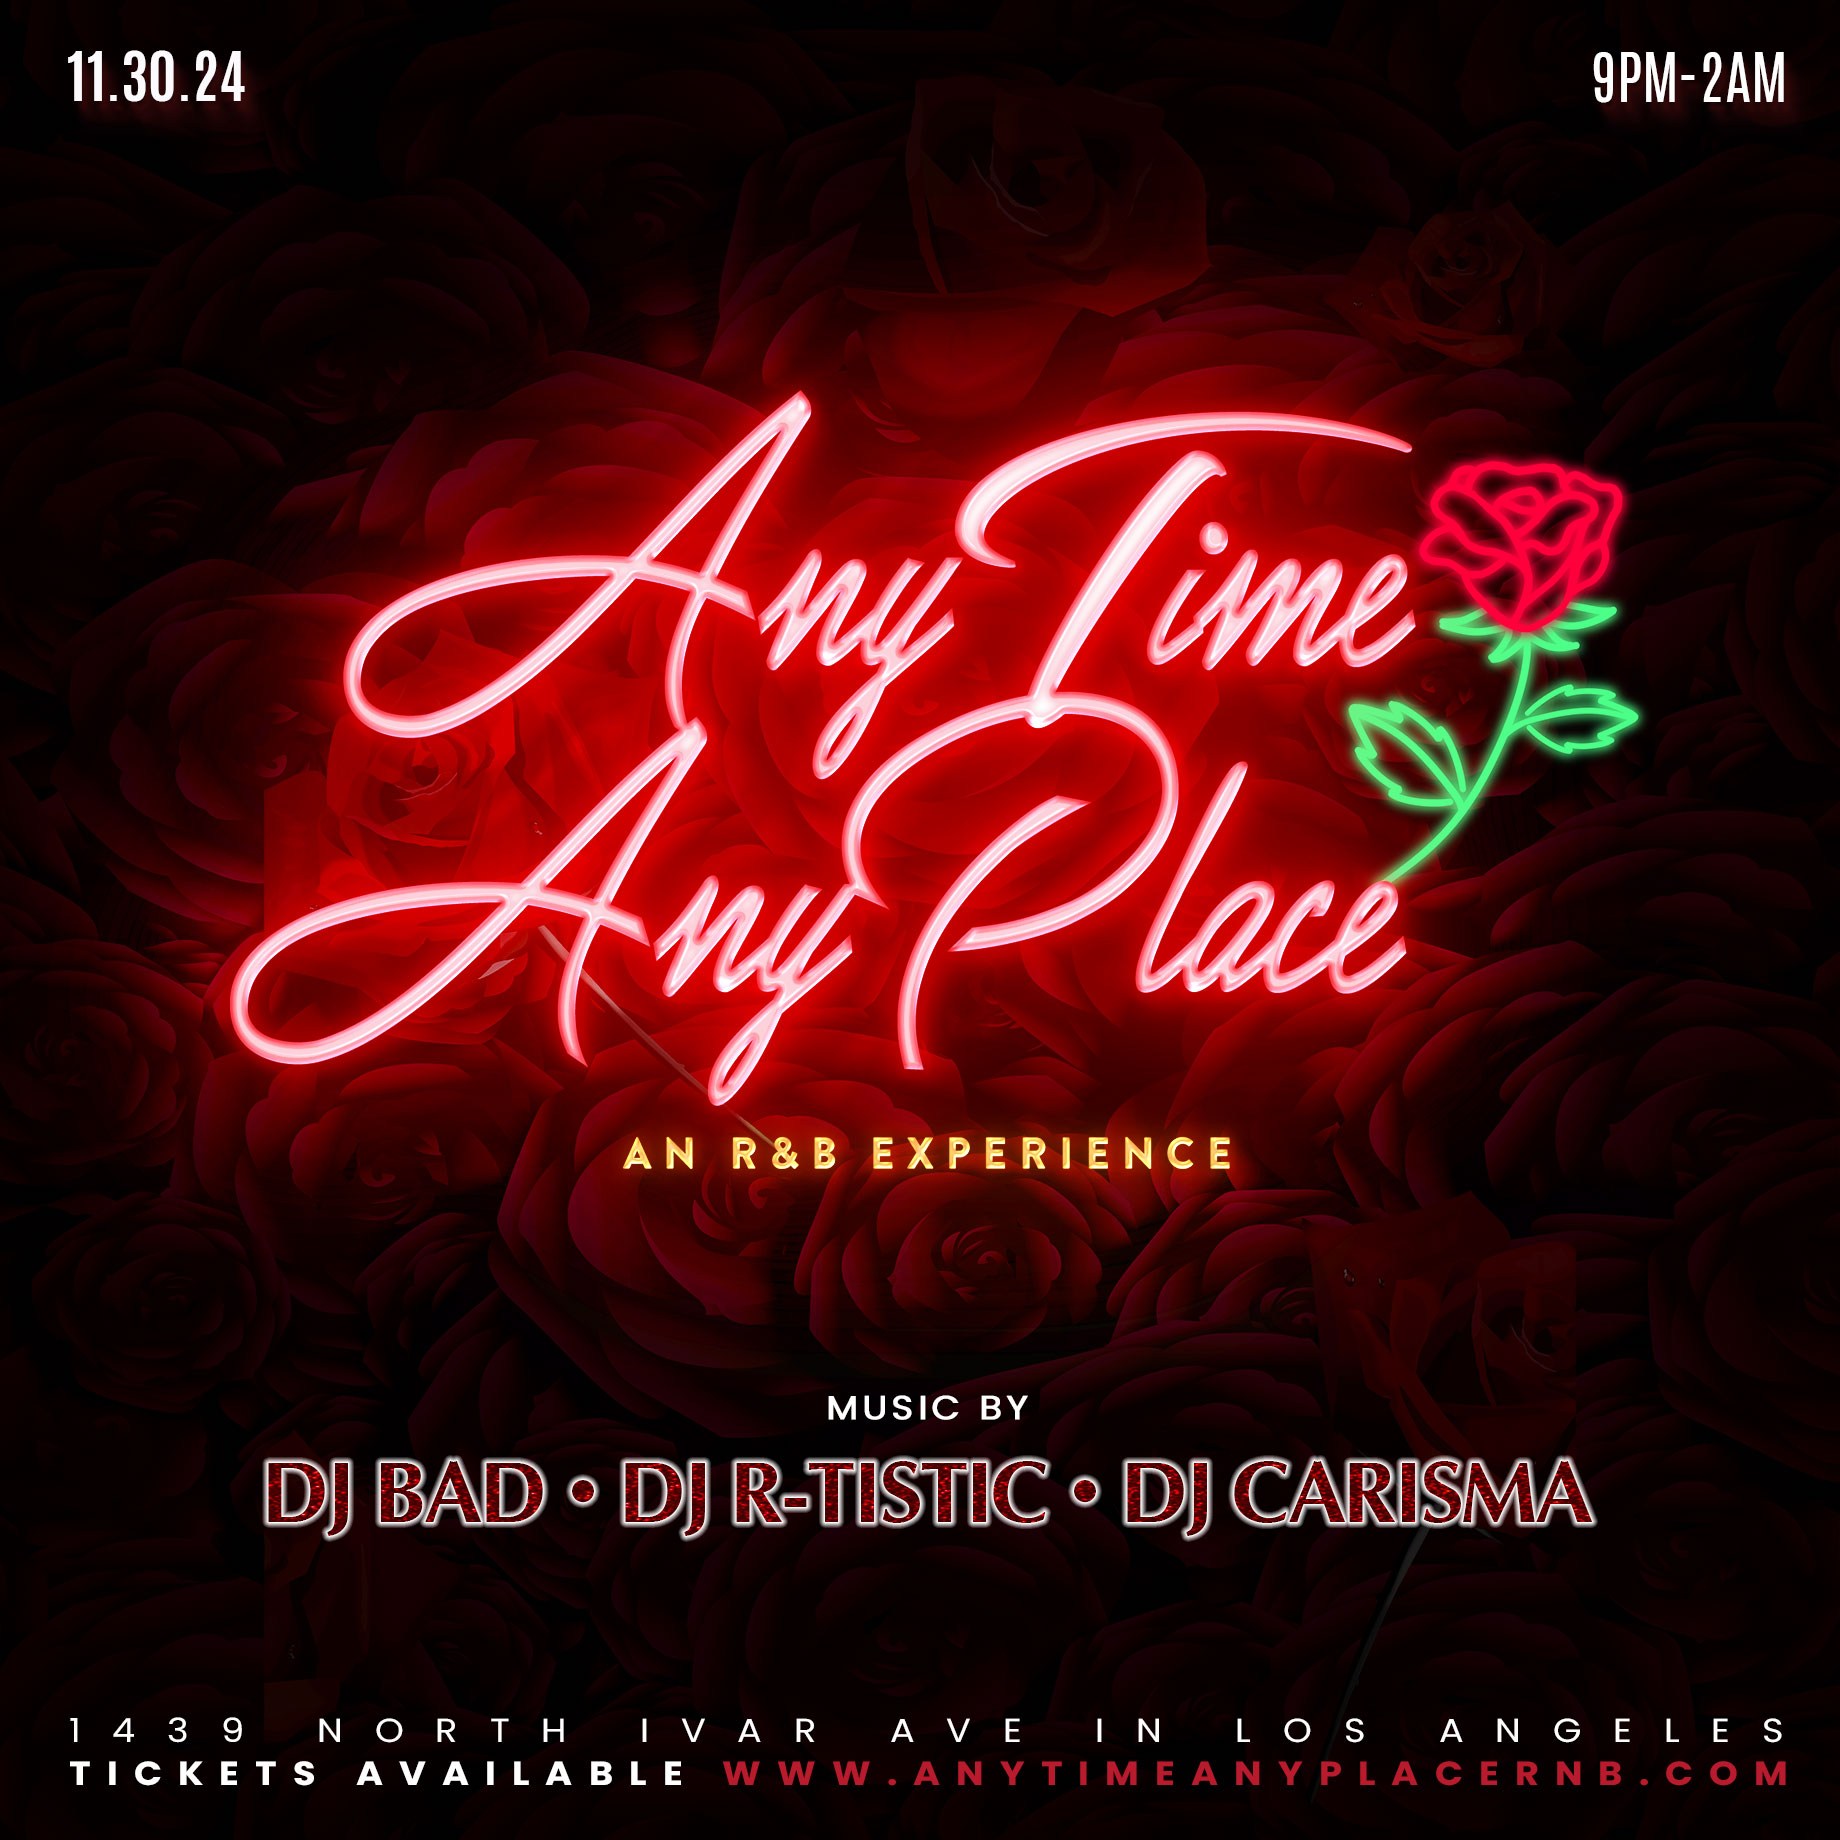 11.30.24
9PM-2AM
Any Time
Any Place
AN R&B EXPERIENCE
MUSIC BY
DJ BAD • DJ R-TISTIC • DJ CARISMA
1439 NORTH IVAR AVE IN LOS ANGELES
TICKETS AVAILABLE WWW.ANYTIMEANYPLACERNB.COM